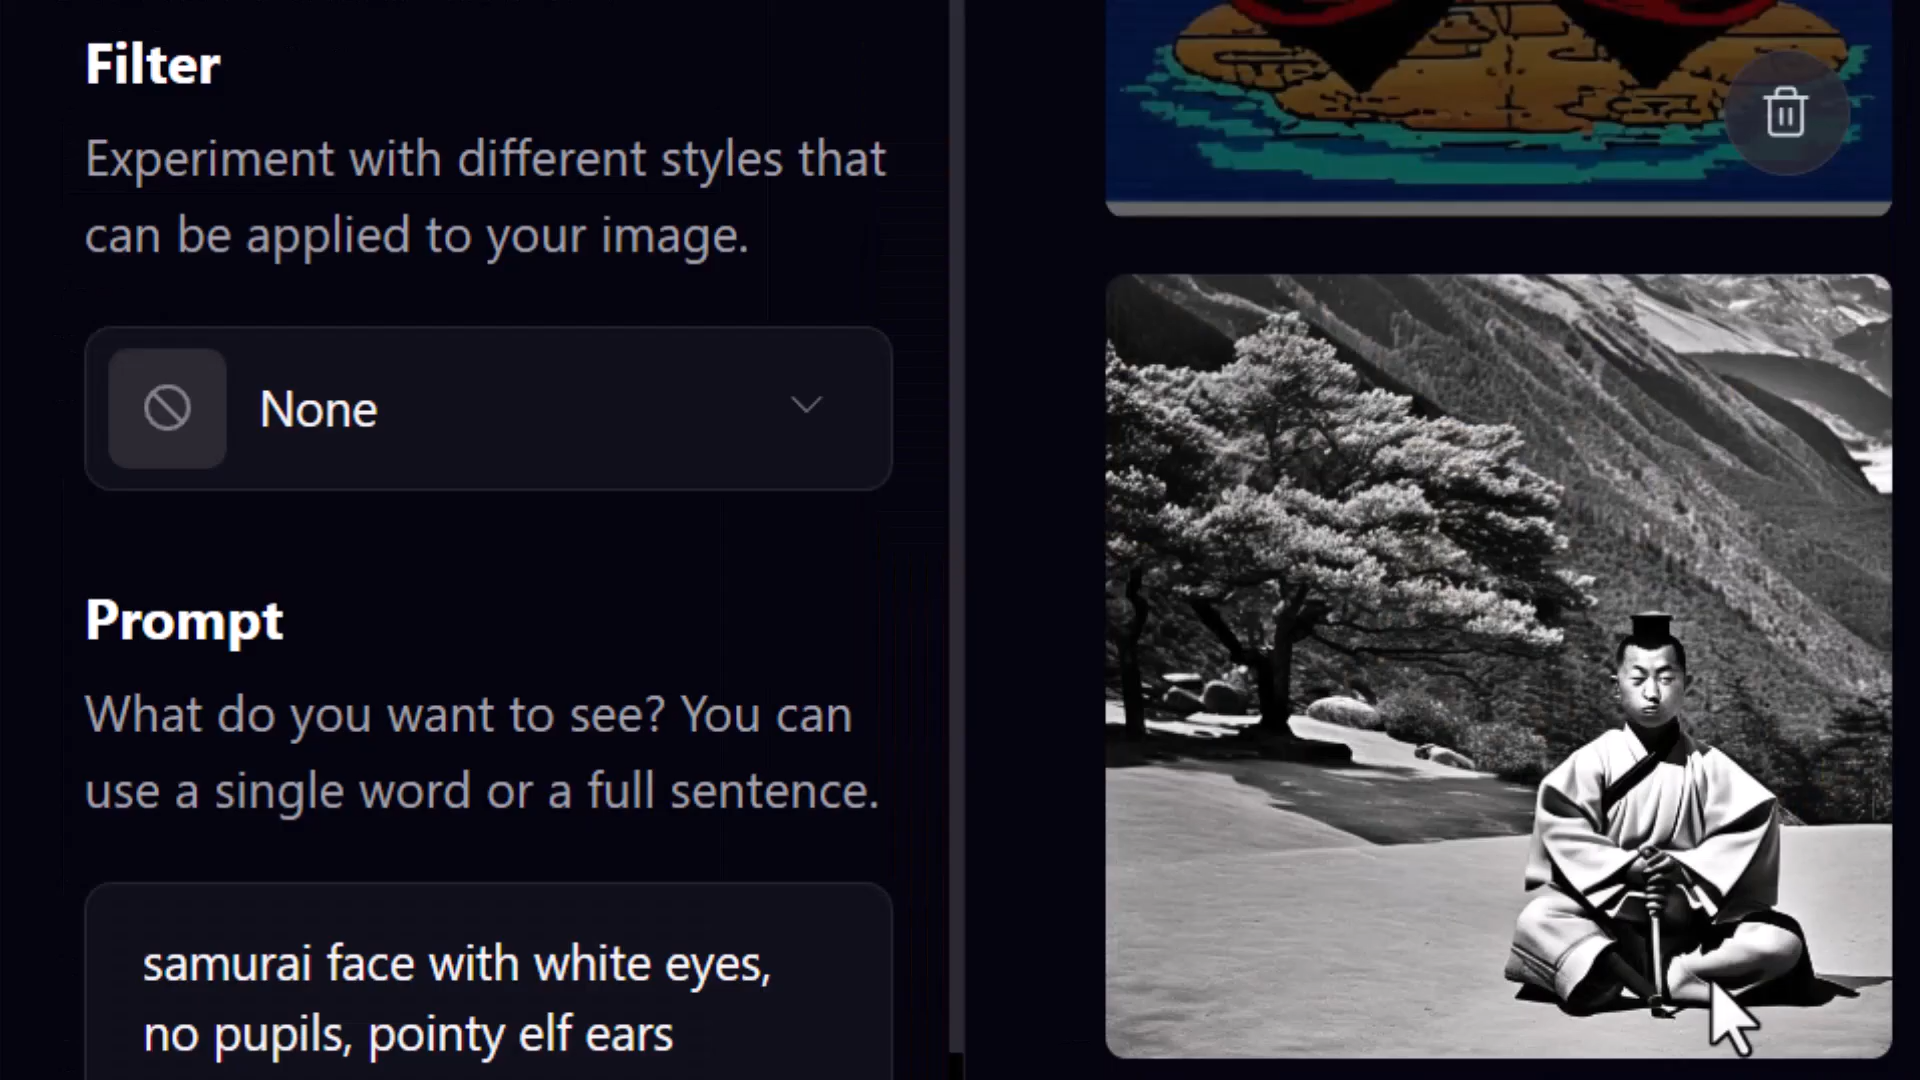 Filter
Experiment with different styles that
can be applied to your image.
None
Prompt
What do you want to see? You can
use a single word or a full sentence.
samurai face with white eyes,
no pupils, pointy elf ears